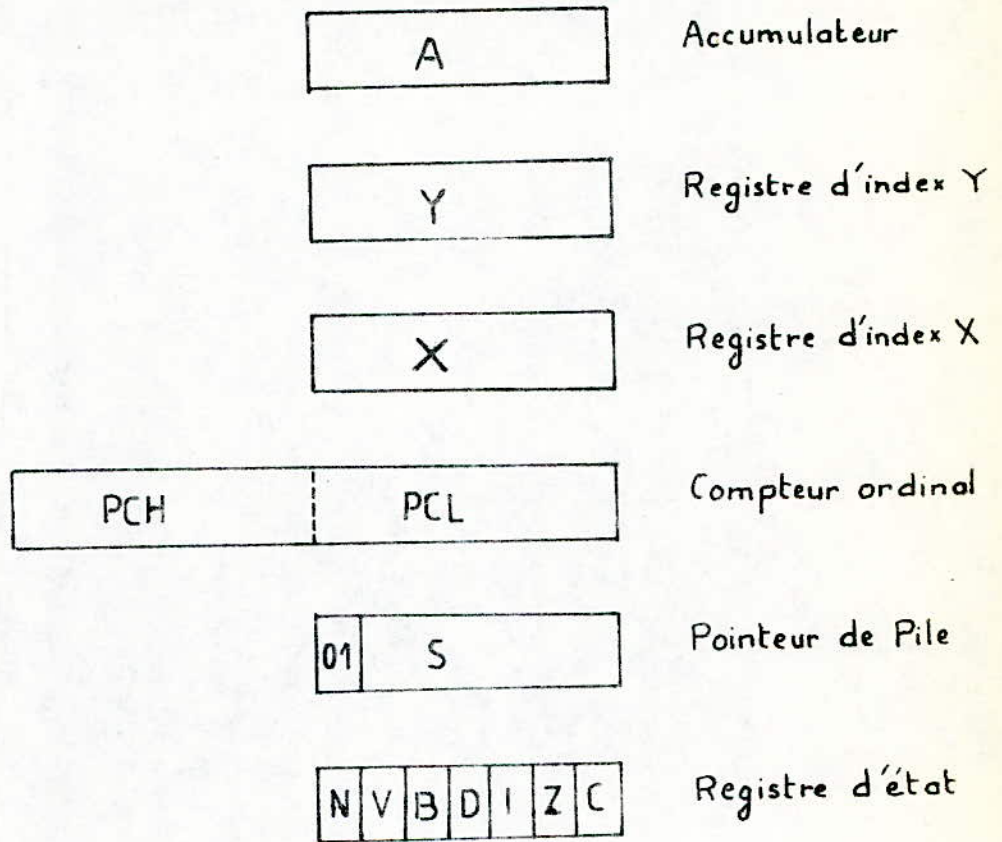 A Accumulateur
Y Registre d'index Y
X Registre d'index X
PCH PCL Compteur ordinal
01 S Pointeur de Pile
N V B D I Z C Registre d'état